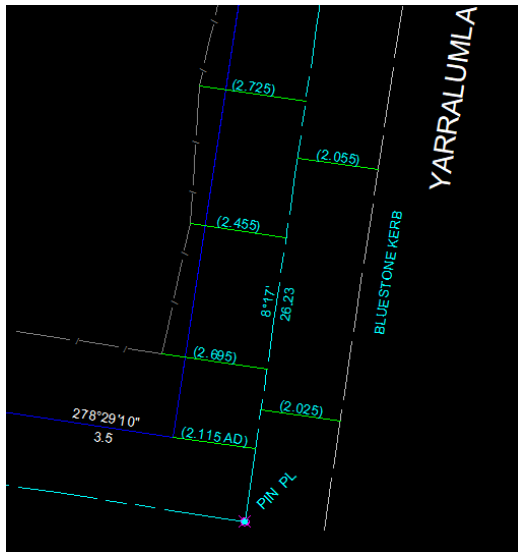 YARRALUMLA
(2.725)
(2.055)
(2.455)
BLUESTONE KERB
8°17'
26.23
(2.695)
(2.025)
278°29'10"
3.5
(2.115 AD)
PIN PL